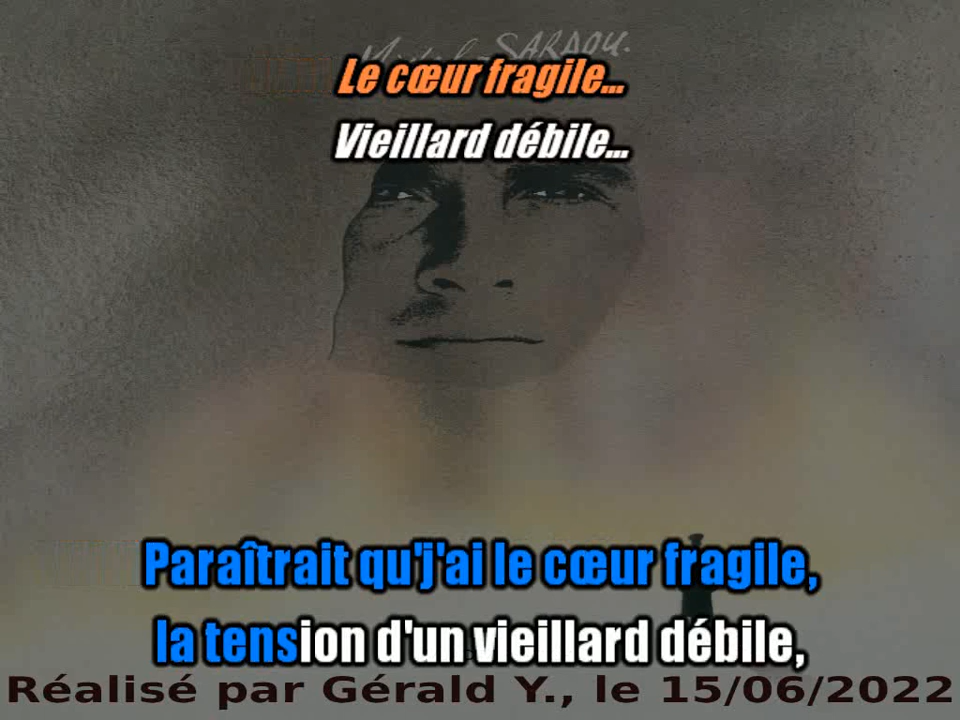 SARDOU.
Le cœur fragile...
Vieillard débile...
Paraîtrait qu'j'ai le cœur fragile,
la tension d'un vieillard débile,
Réalisé par Gérald Y., le 15/06/2022